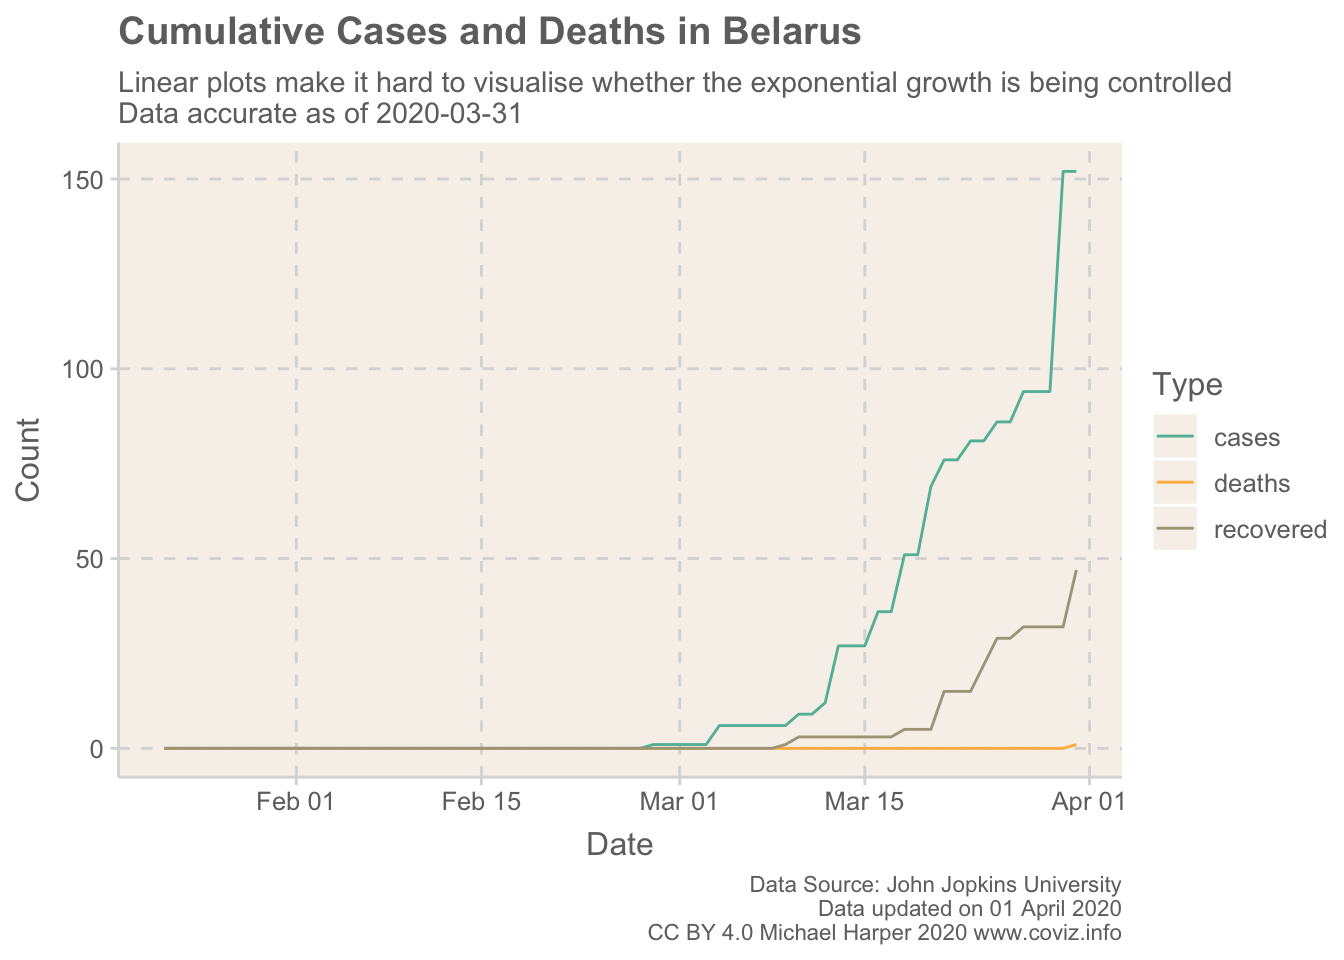 Cumulative Cases and Deaths in Belarus
Linear plots make it hard to visualise whether the exponential growth is being controlled
Data accurate as of 2020-03-31
150
100
50
0
Count
Feb 01
Feb 15
Mar 01
Mar 15
Apr 01
Date
Type
cases
deaths
recovered
Data Source: John Jopkins University
Data updated on 01 April 2020
CC BY 4.0 Michael Harper 2020 www.coviz.info